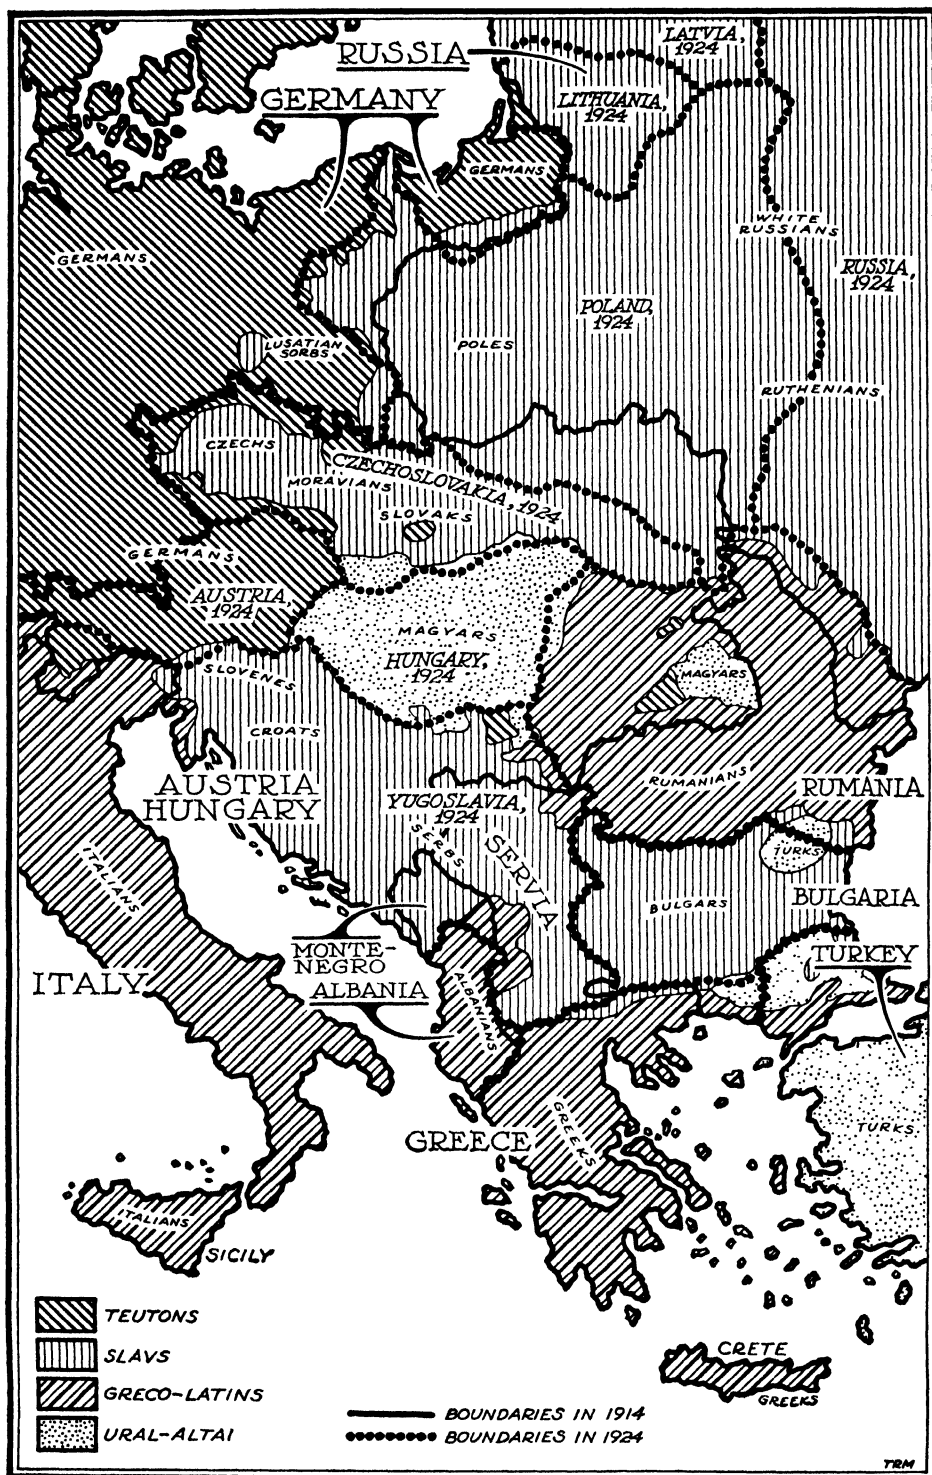 LATVIA,
1924
RUSSIA
GERMANY
LITHUANIA,
1924
GERMANS
WHITE
RUSSIANS
GERMANS
RUSSIA,
1924
POLAND,
1924
LUSATIAN
SORBS
POLES
RUTHENIANS
CZECHS
CZECHOSLOVAKIA, 1924
MORAVIANS
SLOVAKS
GERMANS
AUSTRIA
1924
MAGYARS
HUNGARY,
1924
SLOVENES
MAGYARS
CROATS
AUSTRIA
HUNGARY
RUMANIANS
RUMANIA
YUGOSLAVIA,
1924
SERBS
SERVIA
TURKS
ITALIANS
BULGARS
BULGARIA
MONTE-
NEGRO
ALBANIA
TURKEY
ITALY
ALBANIANS
GREECE
GREEKS
TURKS
ITALIANS
SICILY
CRETE
GREEKS
TEUTONS
SLAVS
GRECO-LATINS
URAL-ALTAI
BOUNDARIES IN 1914
BOUNDARIES IN 1924
TRM